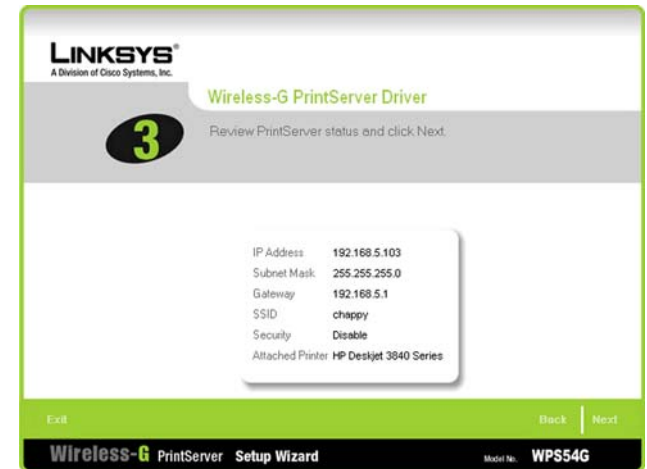 LINKSYS®
A Division of Cisco Systems, Inc.
Wireless-G PrintServer Driver
3
Review PrintServer status and click Next.
IP Address 192.168.5.103
Subnet Mask 255.255.255.0
Gateway 192.168.5.1
SSID chappy
Security Disable
Attached Printer HP Deskjet 3840 Series
Exit Back Next
Wireless-G PrintServer Setup Wizard Model No. WPS54G